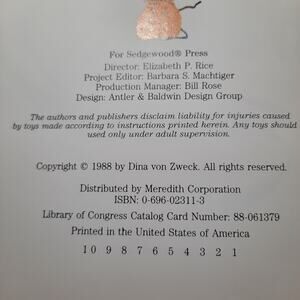 For Sedgewood® Press
Director: Elizabeth P. Rice
Project Editor: Barbara S. Machtiger
Production Manager: Bill Rose
Design: Antler & Baldwin Design Group
The authors and publishers disclaim liability for injuries caused
by toys made according to instructions printed herein. Any toys should
used only under adult supervision.
Copyright © 1988 by Dina von Zweck. All rights reserved.
Distributed by Meredith Corporation
ISBN: 0-696-02311-3
Library of Congress Catalog Card Number: 88-061379
Printed in the United States of America
10 9 8 7 6 5 4 3 2 1